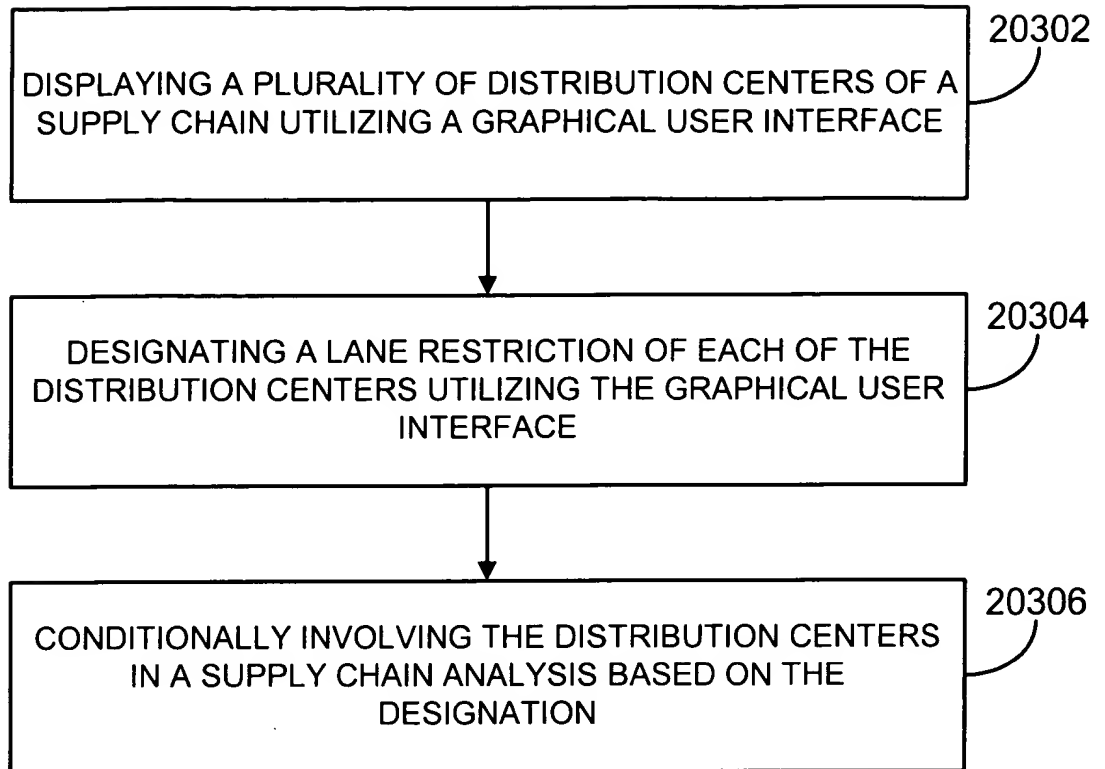 20302
DISPLAYING A PLURALITY OF DISTRIBUTION CENTERS OF A
SUPPLY CHAIN UTILIZING A GRAPHICAL USER INTERFACE
20304
DESIGNATING A LANE RESTRICTION OF EACH OF THE
DISTRIBUTION CENTERS UTILIZING THE GRAPHICAL USER
INTERFACE
20306
CONDITIONALLY INVOLVING THE DISTRIBUTION CENTERS
IN A SUPPLY CHAIN ANALYSIS BASED ON THE
DESIGNATION